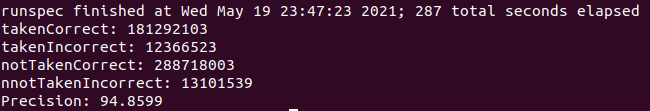 runspec finished at Wed May 19 23:47:23 2021; 287 total seconds elapsed
takenCorrect: 181292103
takenIncorrect: 12366523
notTakenCorrect: 288718003
nnotTakenIncorrect: 13101539
Precision: 94.8599